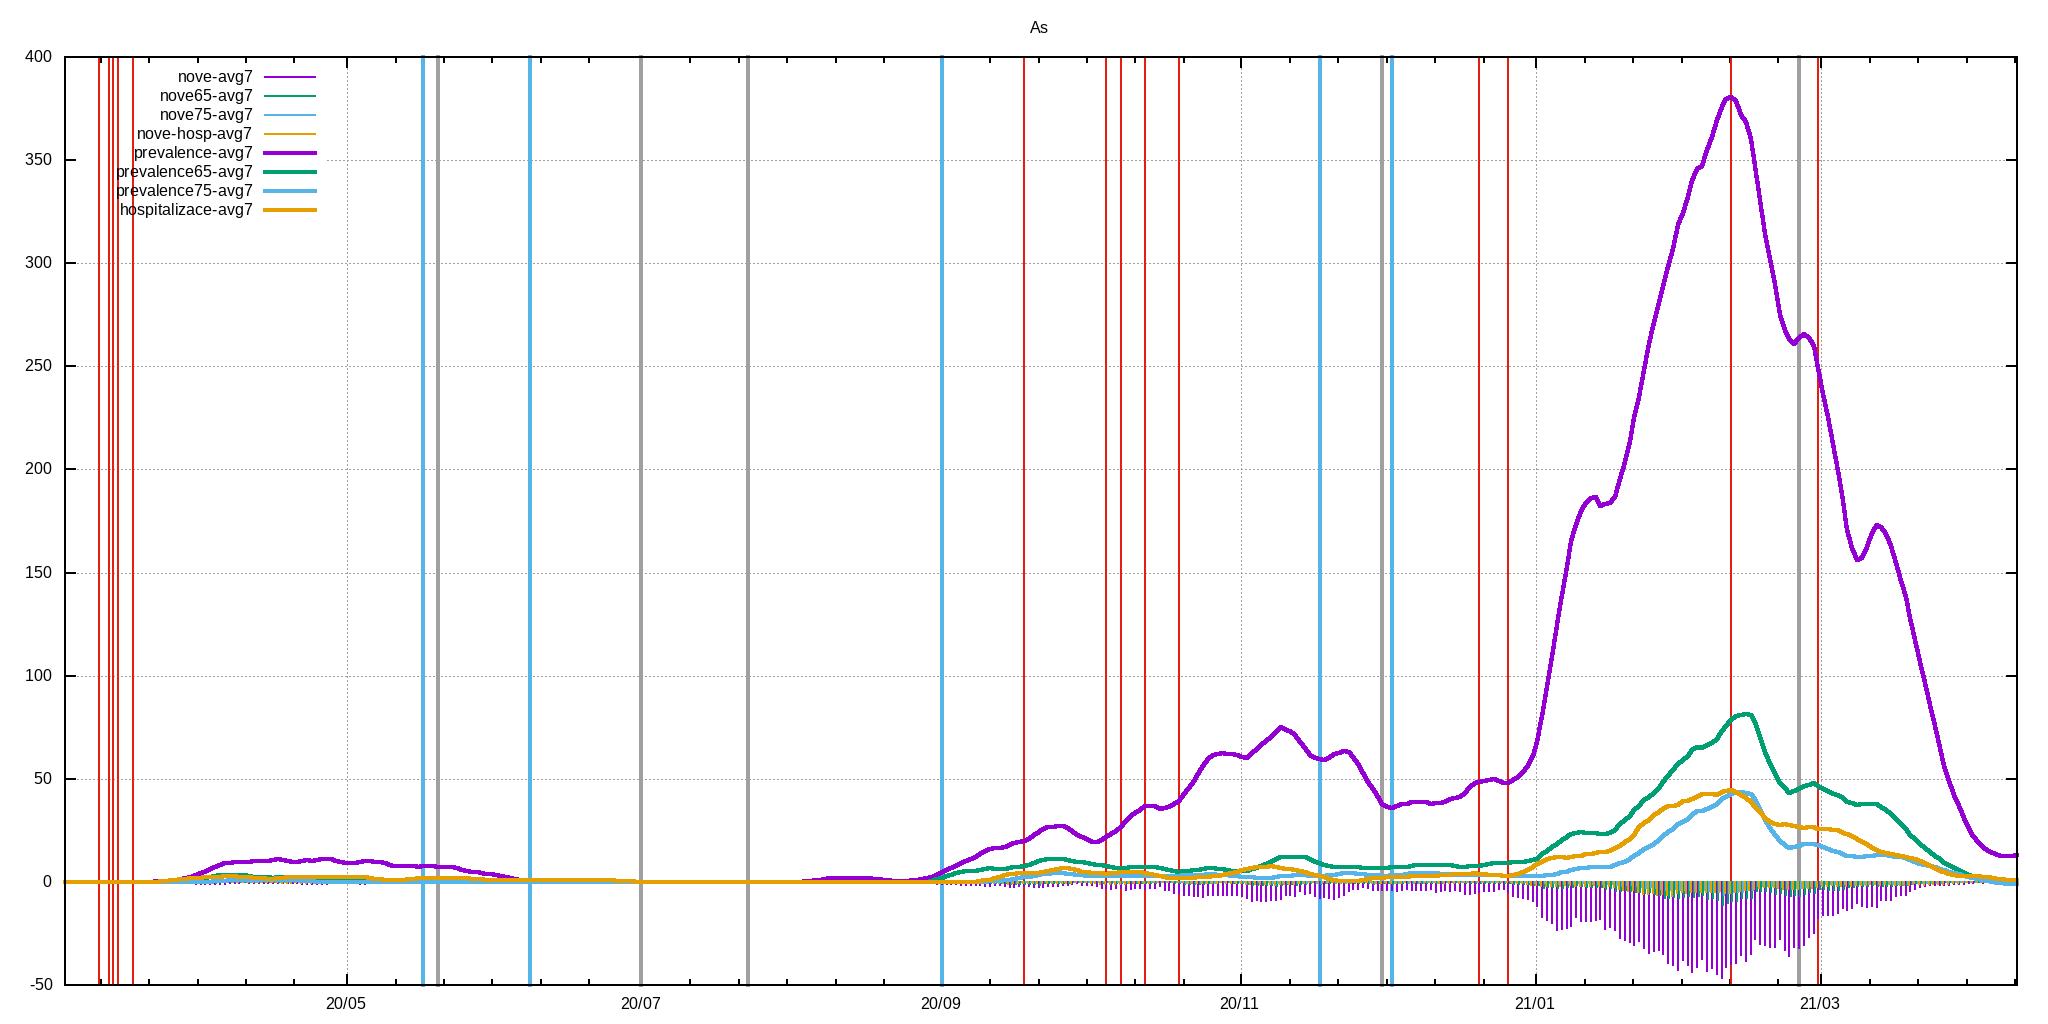 As
400
350
300
250
200
150
100
50
0
-50
nove-avg7
nove65-avg7
nove75-avg7
nove-hosp-avg7
prevalence-avg7
prevalence65-avg7
prevalence75-avg7
hospitalizace-avg7
20/05
20/07
20/09
20/11
21/01
21/03